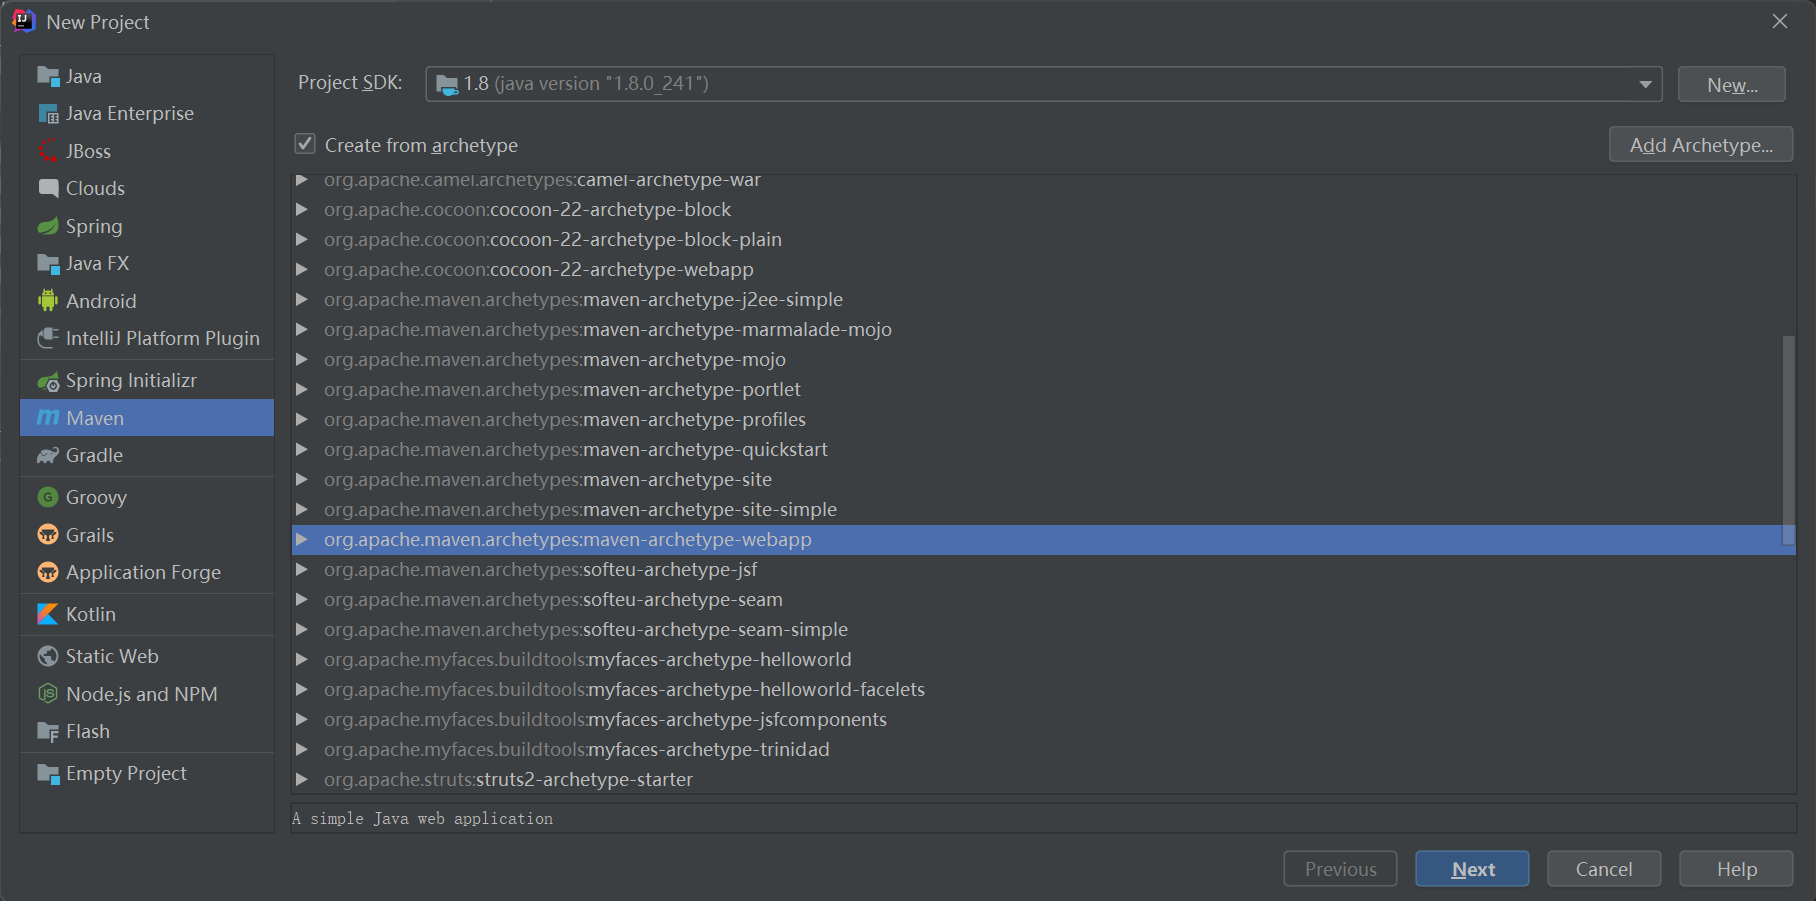 New Project
Java
Java Enterprise
JBoss
Clouds
Spring
Java FX
Android
IntelliJ Platform Plugin
Spring Initializr
Maven
Gradle
Groovy
Grails
Application Forge
Kotlin
Static Web
Node.js and NPM
Flash
Empty Project
Project SDK: 1.8 (java version "1.8.0_241") New...
Create from archetype Add Archetype...
org.apache.camel.archetypes:camel-archetype-war
org.apache.cocoon:cocoon-22-archetype-block
org.apache.cocoon:cocoon-22-archetype-block-plain
org.apache.cocoon:cocoon-22-archetype-webapp
org.apache.maven.archetypes:maven-archetype-j2ee-simple
org.apache.maven.archetypes:maven-archetype-marmalade-mojo
org.apache.maven.archetypes:maven-archetype-mojo
org.apache.maven.archetypes:maven-archetype-portlet
org.apache.maven.archetypes:maven-archetype-profiles
org.apache.maven.archetypes:maven-archetype-quickstart
org.apache.maven.archetypes:maven-archetype-site
org.apache.maven.archetypes:maven-archetype-site-simple
org.apache.maven.archetypes:maven-archetype-webapp
org.apache.maven.archetypes:softeu-archetype-jsf
org.apache.maven.archetypes:softeu-archetype-seam
org.apache.maven.archetypes:softeu-archetype-seam-simple
org.apache.myfaces.buildtools:myfaces-archetype-helloworld
org.apache.myfaces.buildtools:myfaces-archetype-helloworld-facelets
org.apache.myfaces.buildtools:myfaces-archetype-jsfcomponents
org.apache.myfaces.buildtools:myfaces-archetype-trinidad
org.apache.struts:struts2-archetype-starter
A simple Java web application
Previous Next Cancel Help